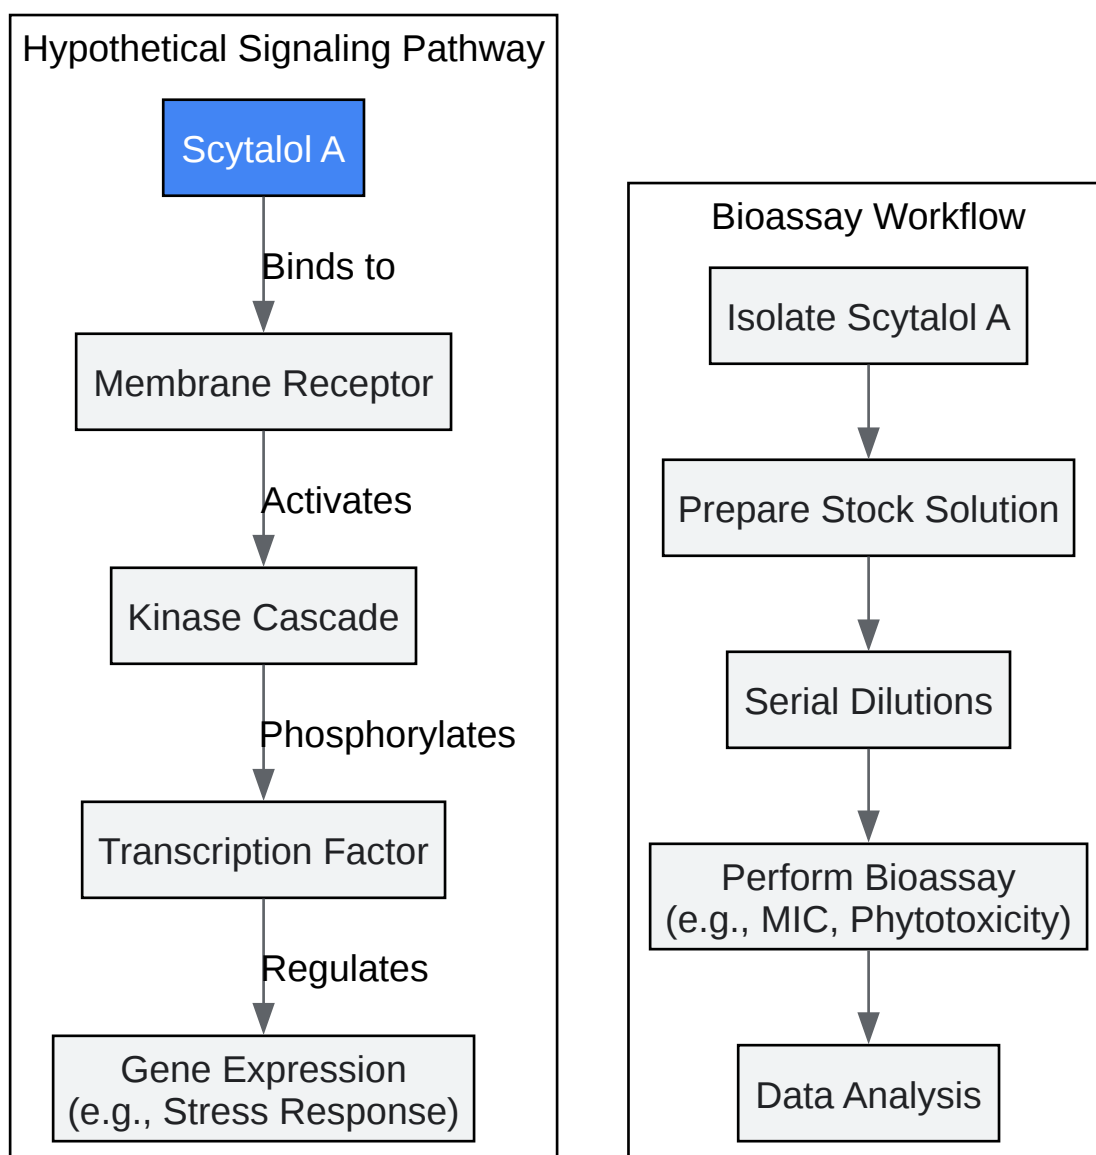 Hypothetical Signaling Pathway
Scytalol A
Binds to
Membrane Receptor
Activates
Kinase Cascade
Phosphorylates
Transcription Factor
Regulates
Gene Expression
(e.g., Stress Response)
Bioassay Workflow
Isolate Scytalol A
Prepare Stock Solution
Serial Dilutions
Perform Bioassay
(e.g., MIC, Phytotoxicity)
Data Analysis